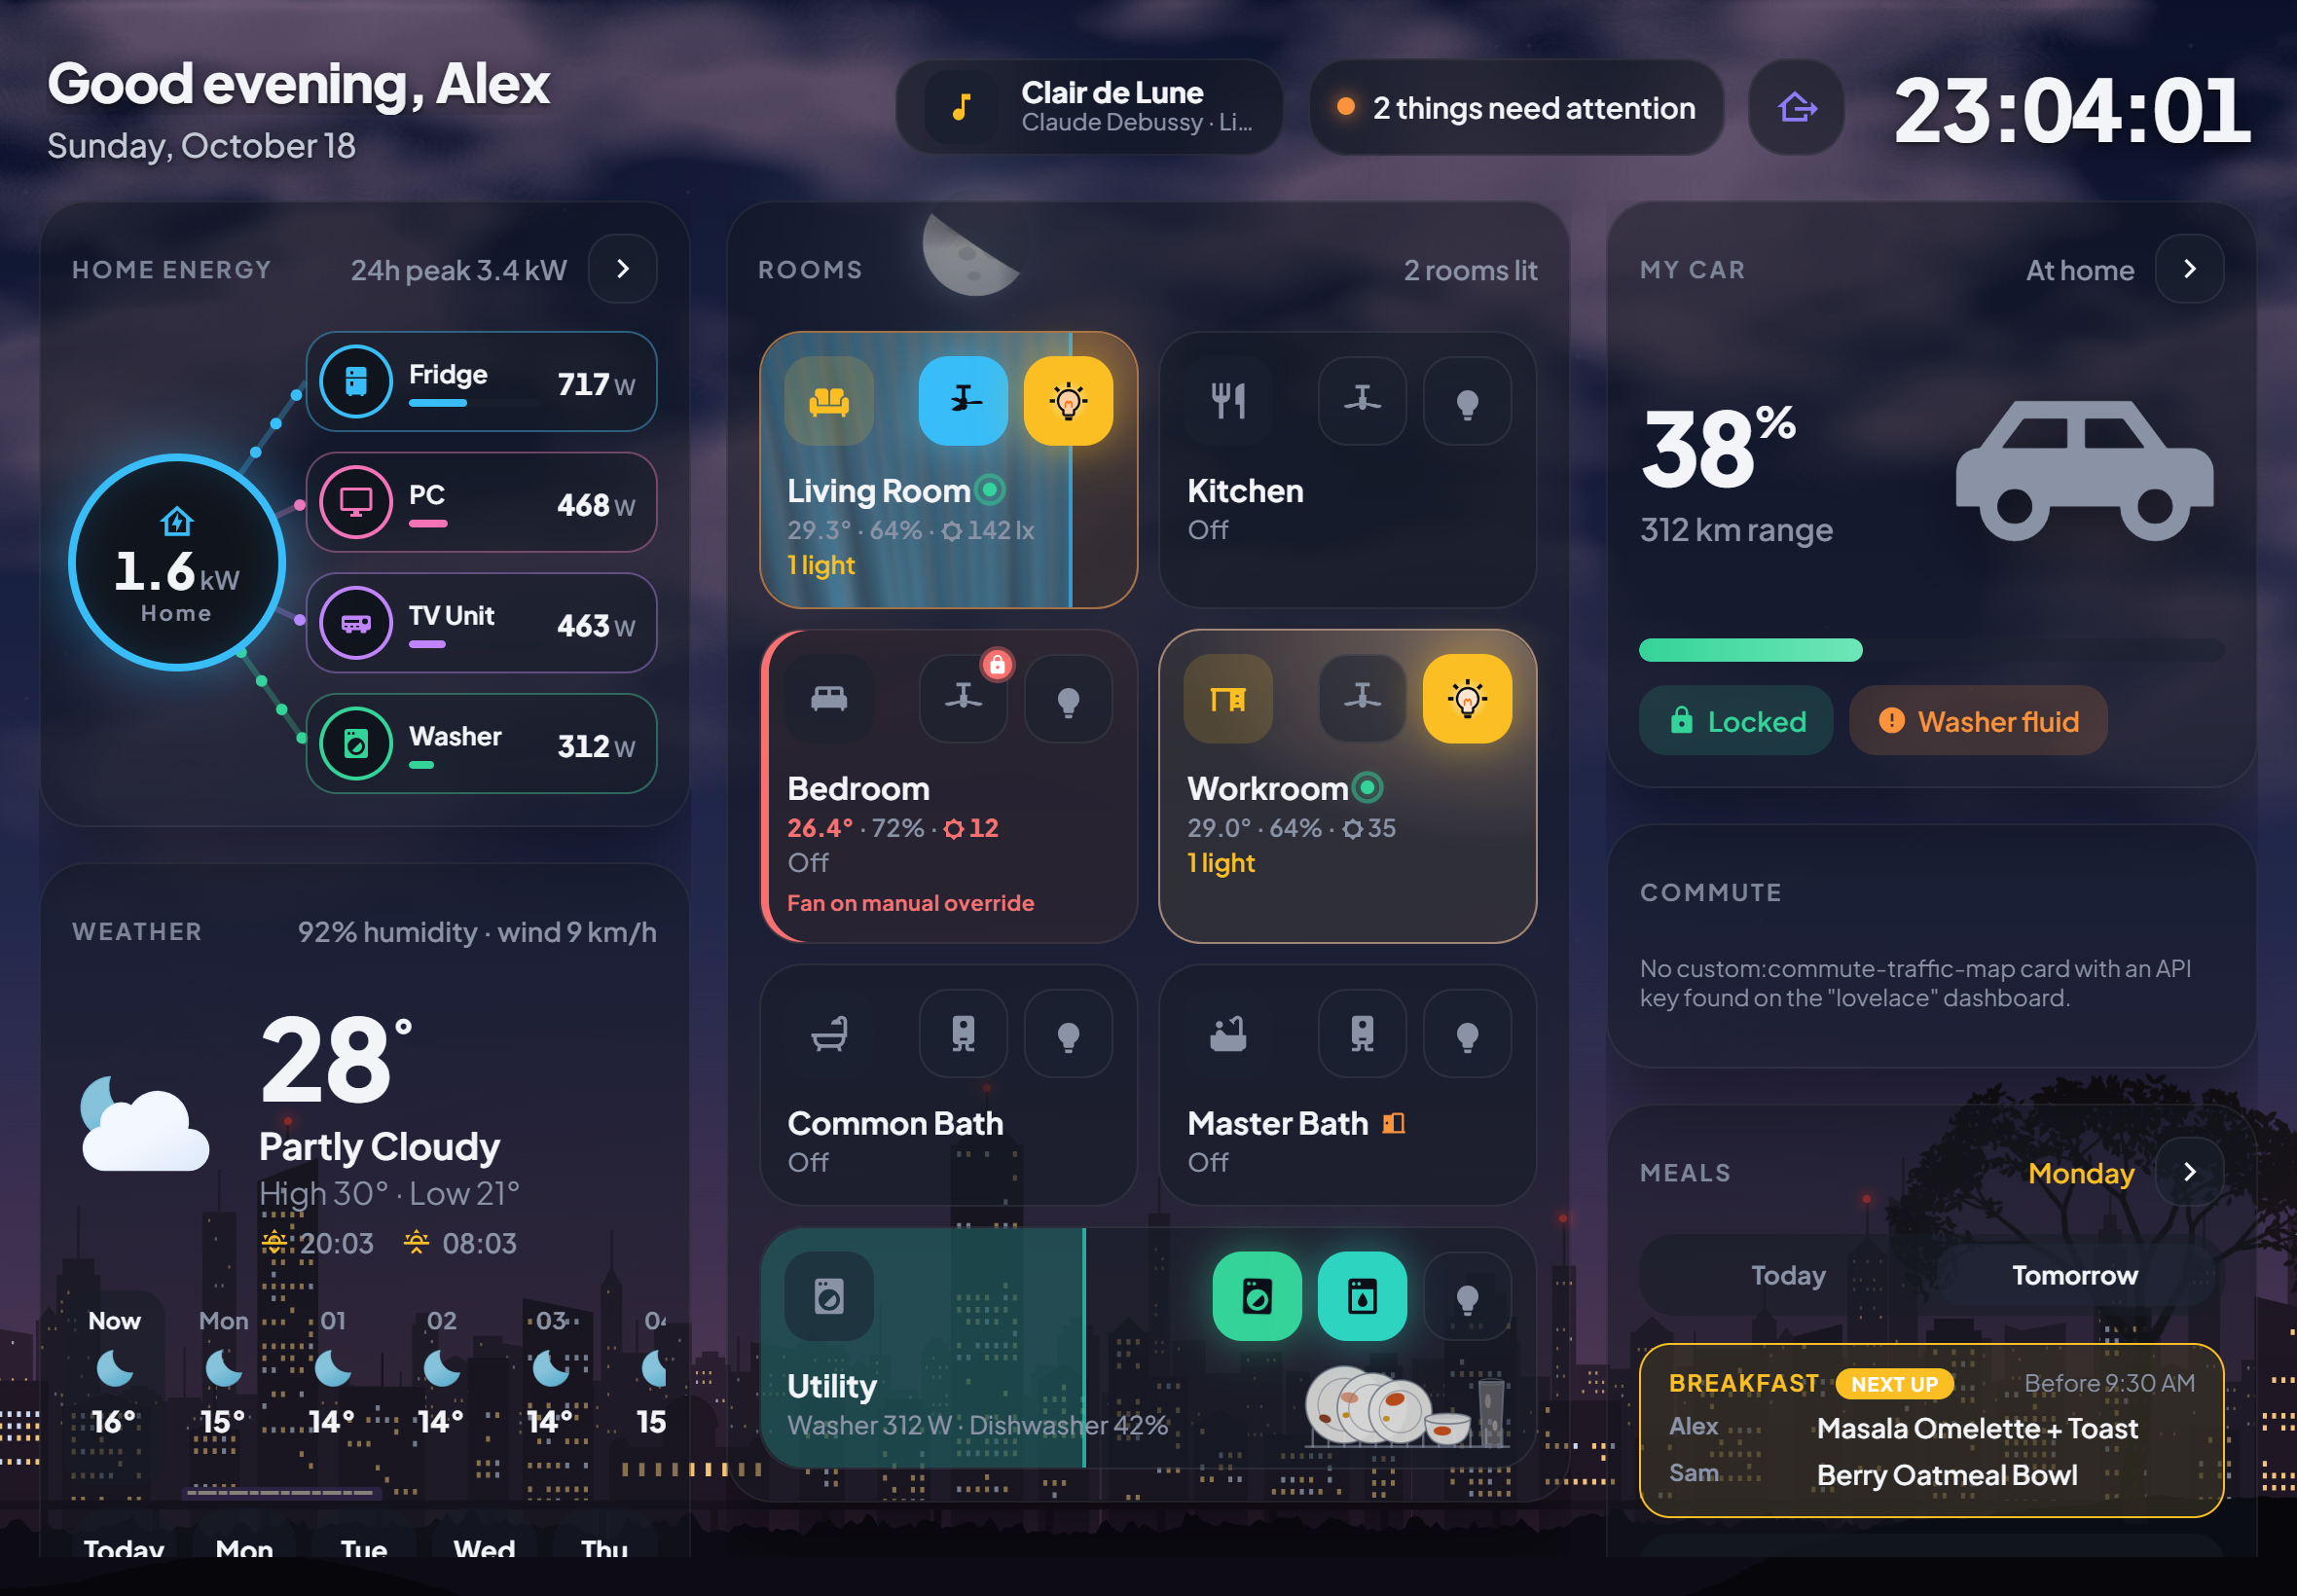 Good evening, Alex
Sunday, October 18
Clair de Lune
Claude Debussy · Li...
2 things need attention
23:04:01
HOME ENERGY
24h peak 3.4 kW
Fridge
717 W
PC
468 W
1.6 kW
Home
TV Unit
463 W
Washer
312 W
WEATHER
92% humidity · wind 9 km/h
28°
Partly Cloudy
High 30° · Low 21°
20:03 08:03
Now Mon 01 02 03 04
16° 15° 14° 14° 14° 15
Today Mon Tue Wed Thu
ROOMS
2 rooms lit
Living Room
29.3° · 64% · 142 lx
1 light
Kitchen
Off
Bedroom
26.4° · 72% · 12
Off
Fan on manual override
Workroom
29.0° · 64% · 35
1 light
Common Bath
Off
Master Bath
Off
Utility
Washer 312 W · Dishwasher 42%
MY CAR
At home
38%
312 km range
Locked
Washer fluid
COMMUTE
No custom:commute-traffic-map card with an API
key found on the "lovelace" dashboard.
MEALS
Monday
Today
Tomorrow
BREAKFAST NEXT UP Before 9:30 AM
Alex Masala Omelette + Toast
Sam Berry Oatmeal Bowl